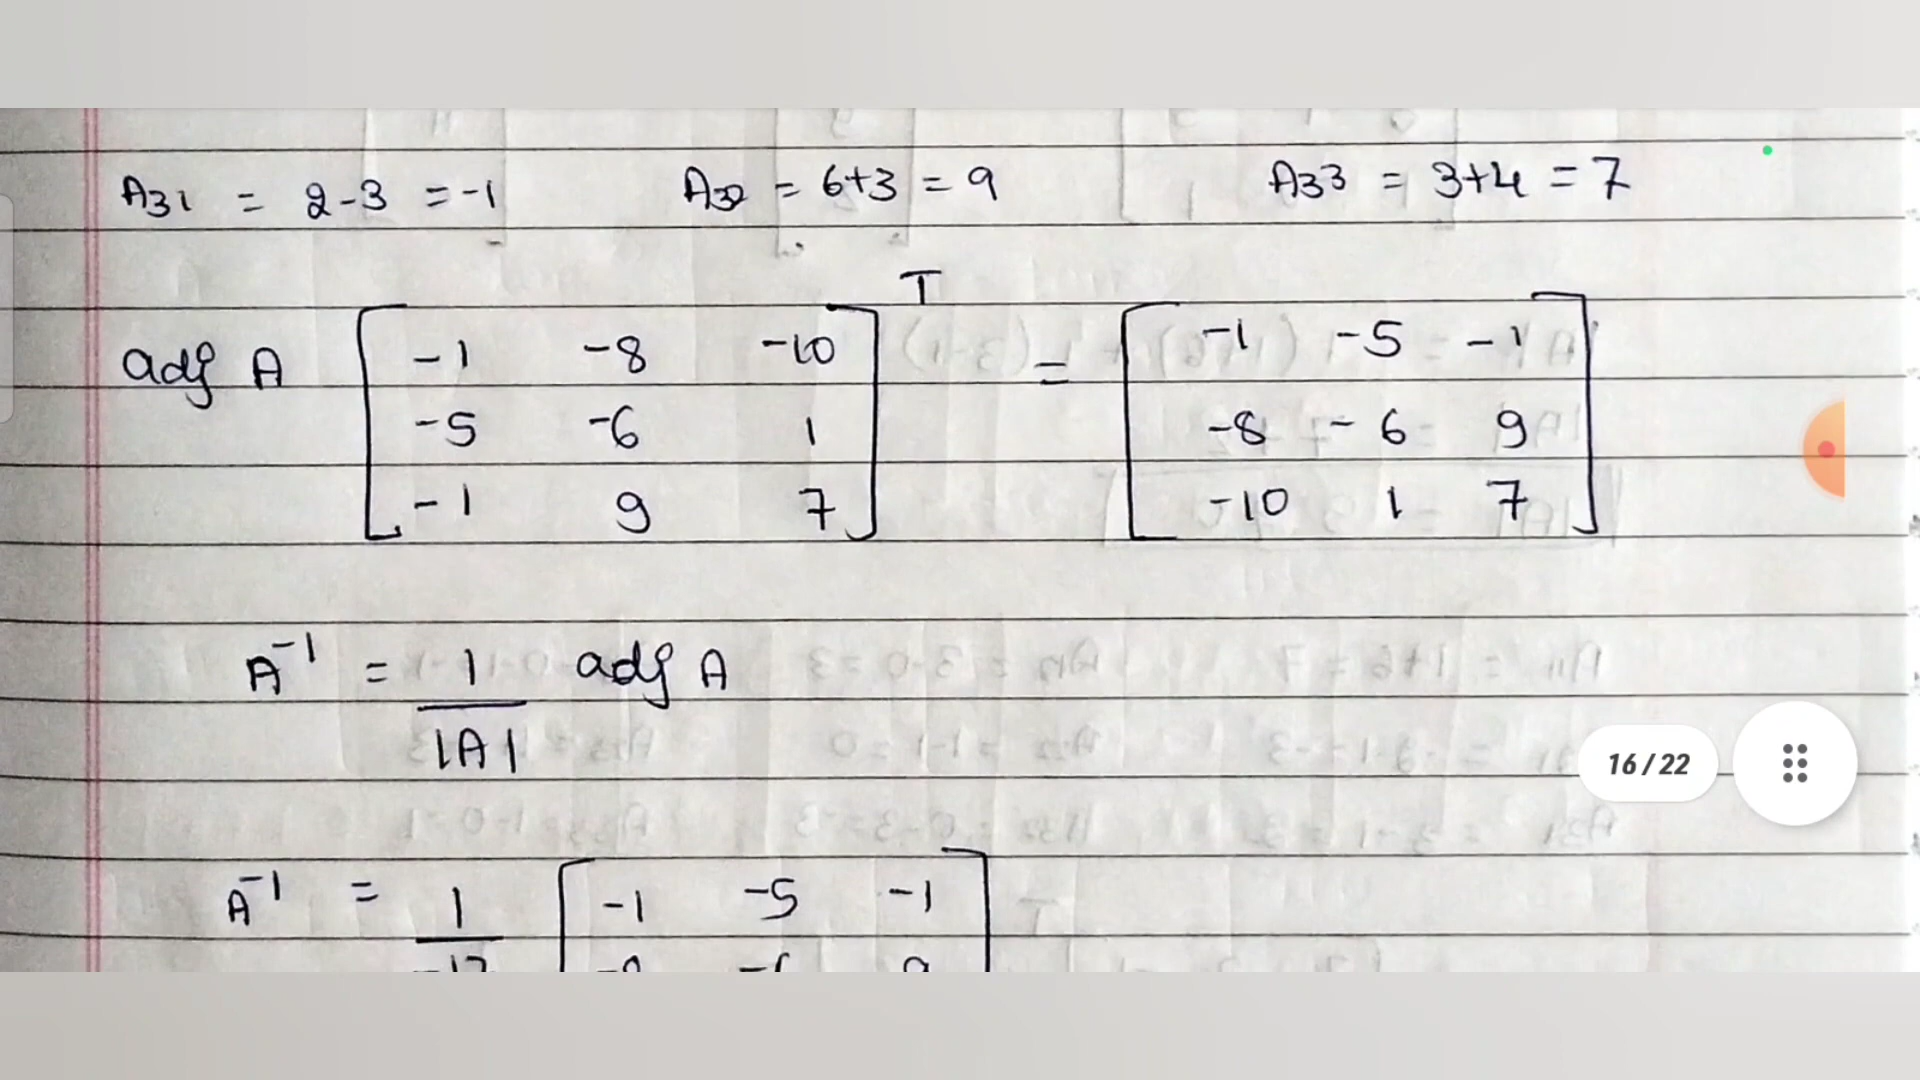 A31 = 2-3 = -1 A32 = 6+3 = 9 A33 = 3+4 = 7
T
adj A [ -1 -8 -10 ] = [ -1 -5 -1 ]
-5 -6 1 -8 -6 9
-1 9 7 -10 1 7
A-1 = 1 adj A
|A|
16/22
A-1 = 1 [ -1 -5 -1 ]